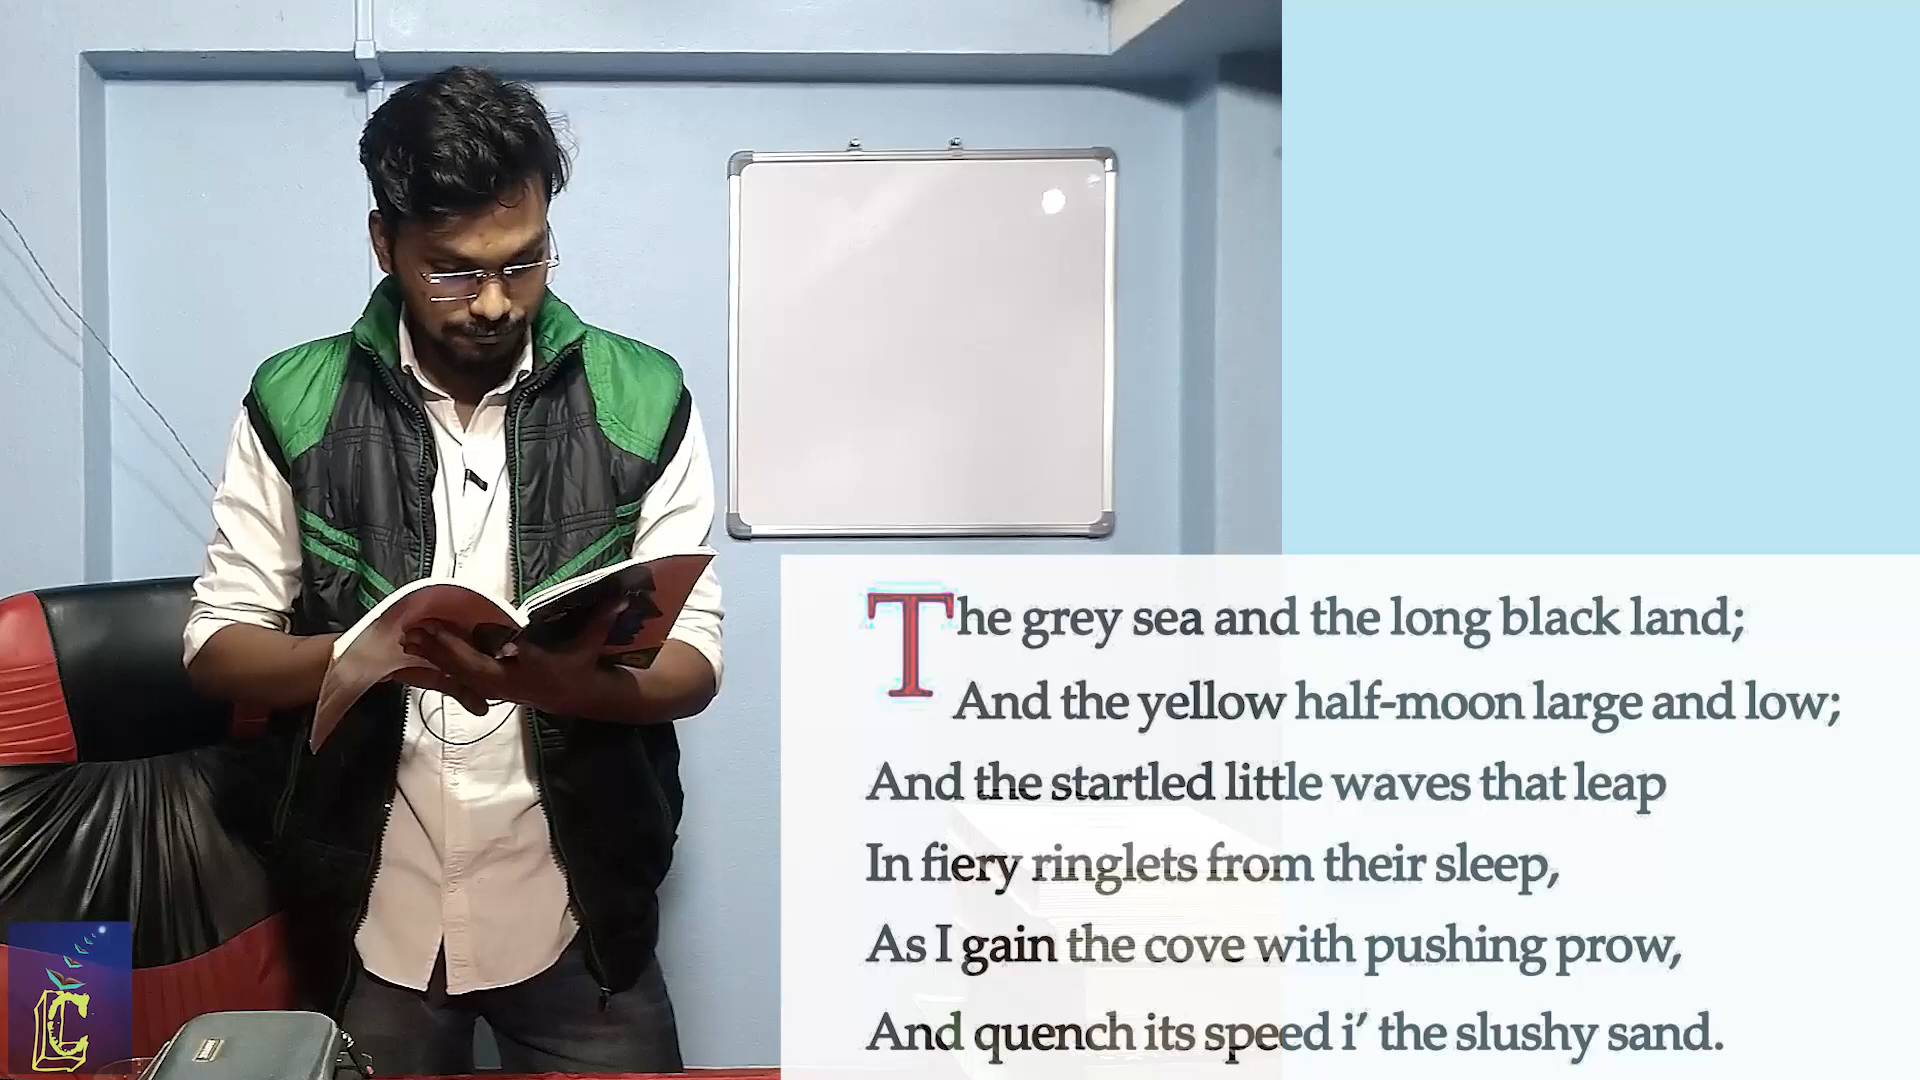 The grey sea and the long black land;
And the yellow half-moon large and low;
And the startled little waves that leap
In fiery ringlets from their sleep,
As I gain the cove with pushing prow,
And quench its speed i’ the slushy sand.
LC